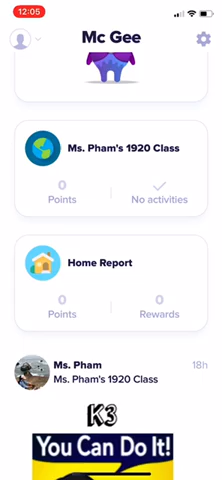 12:05
Mc Gee
Ms. Pham's 1920 Class
0
Points
No activities
Home Report
0
Points
0
Rewards
Ms. Pham
18h
Ms. Pham's 1920 Class
K3
You Can Do It!